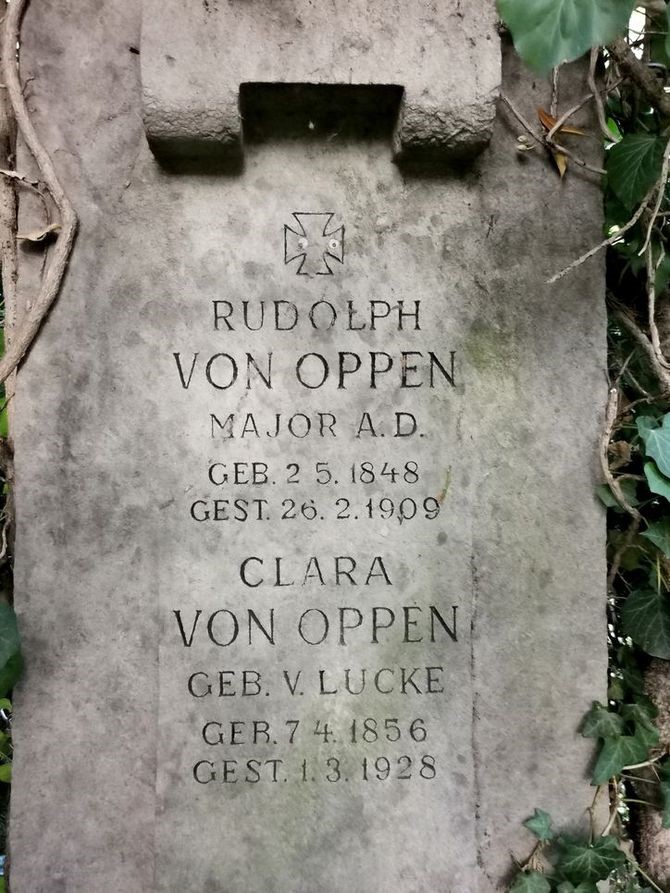 RUDOLPH
VON OPPEN
MAJOR A.D.
GEB. 2 5. 1848
GEST. 26. 2. 1909
CLARA
VON OPPEN
GEB. V. LUCKE
GEB. 7 4. 1856
GEST. 1. 3. 1928